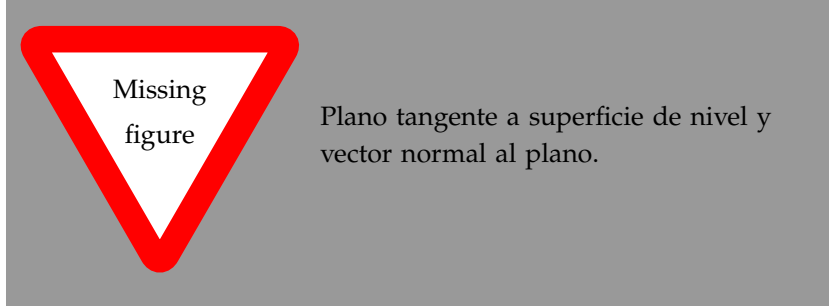 Missing
figure
Plano tangente a superficie de nivel y
vector normal al plano.